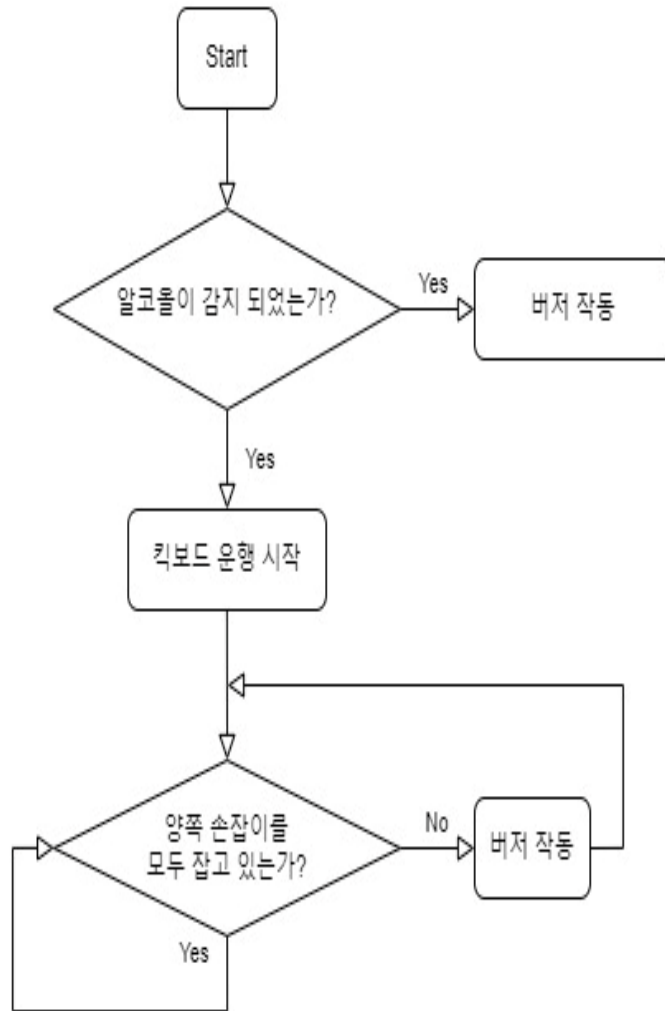 Start
알코올이 감지 되었는가?
Yes
버저 작동
Yes
킥보드 운행 시작
양쪽 손잡이를
모두 잡고 있는가?
No
버저 작동
Yes